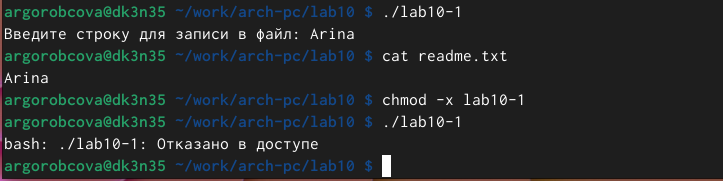 argorobcova@dk3n35 ~/work/arch-pc/lab10 $ ./lab10-1
Введите строку для записи в файл: Arina
argorobcova@dk3n35 ~/work/arch-pc/lab10 $ cat readme.txt
Arina
argorobcova@dk3n35 ~/work/arch-pc/lab10 $ chmod -x lab10-1
argorobcova@dk3n35 ~/work/arch-pc/lab10 $ ./lab10-1
bash: ./lab10-1: Отказано в доступе
argorobcova@dk3n35 ~/work/arch-pc/lab10 $